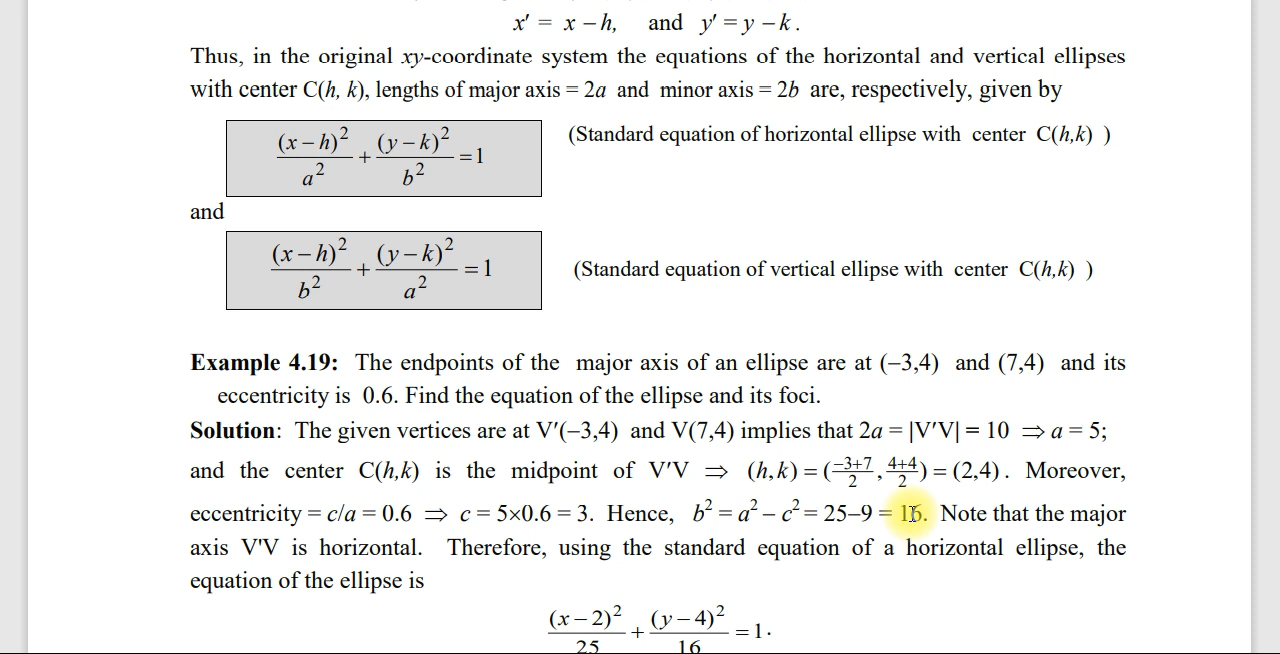 x′ = x – h, and y′ = y – k.
Thus, in the original xy-coordinate system the equations of the horizontal and vertical ellipses
with center C(h, k), lengths of major axis = 2a and minor axis = 2b are, respectively, given by
(x – h)²/a² + (y – k)²/b² = 1 (Standard equation of horizontal ellipse with center C(h,k) )
and
(x – h)²/b² + (y – k)²/a² = 1 (Standard equation of vertical ellipse with center C(h,k) )
Example 4.19: The endpoints of the major axis of an ellipse are at (–3,4) and (7,4) and its
eccentricity is 0.6. Find the equation of the ellipse and its foci.
Solution: The given vertices are at V′(–3,4) and V(7,4) implies that 2a = |V′V| = 10 ⇒ a = 5;
and the center C(h,k) is the midpoint of V′V ⇒ (h,k) = (–3+7/2, 4+4/2) = (2,4). Moreover,
eccentricity = c/a = 0.6 ⇒ c = 5×0.6 = 3. Hence, b² = a² – c² = 25–9 = 16. Note that the major
axis V'V is horizontal. Therefore, using the standard equation of a horizontal ellipse, the
equation of the ellipse is
(x – 2)²/25 + (y – 4)²/16 = 1.